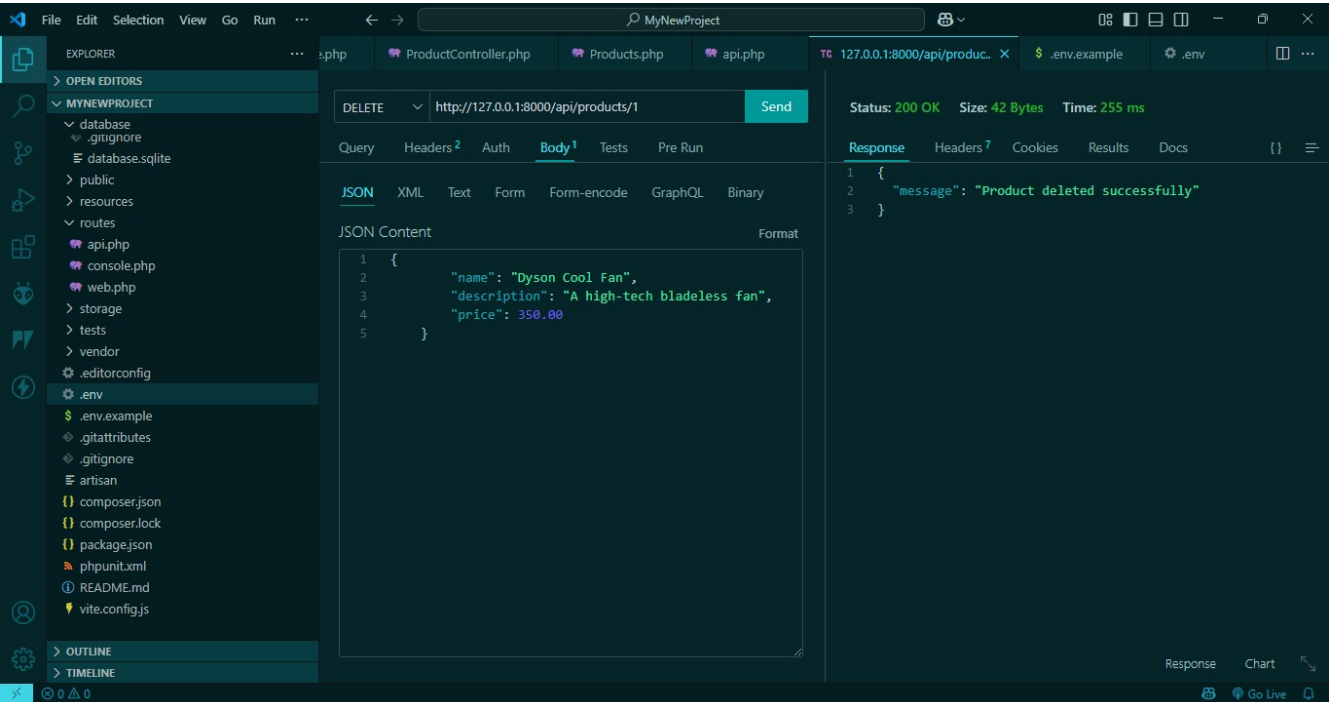 File Edit Selection View Go Run ··· MyNewProject
EXPLORER ···
OPEN EDITORS
MYNEWPROJECT
database
.gitignore
database.sqlite
public
resources
routes
api.php
console.php
web.php
storage
tests
vendor
.editorconfig
.env
$ .env.example
.gitattributes
.gitignore
artisan
{} composer.json
{} composer.lock
{} package.json
phpunit.xml
README.md
vite.config.js
OUTLINE
TIMELINE
.php ProductController.php Products.php api.php TC 127.0.0.1:8000/api/produc.. $ .env.example .env ···
DELETE http://127.0.0.1:8000/api/products/1 Send
Query Headers 2 Auth Body 1 Tests Pre Run
JSON XML Text Form Form-encode GraphQL Binary
JSON Content Format
1 {
2 "name": "Dyson Cool Fan",
3 "description": "A high-tech bladeless fan",
4 "price": 350.00
5 }
Status: 200 OK Size: 42 Bytes Time: 255 ms
Response Headers 7 Cookies Results Docs {}
1 {
2 "message": "Product deleted successfully"
3 }
Response Chart
0 0 Go Live